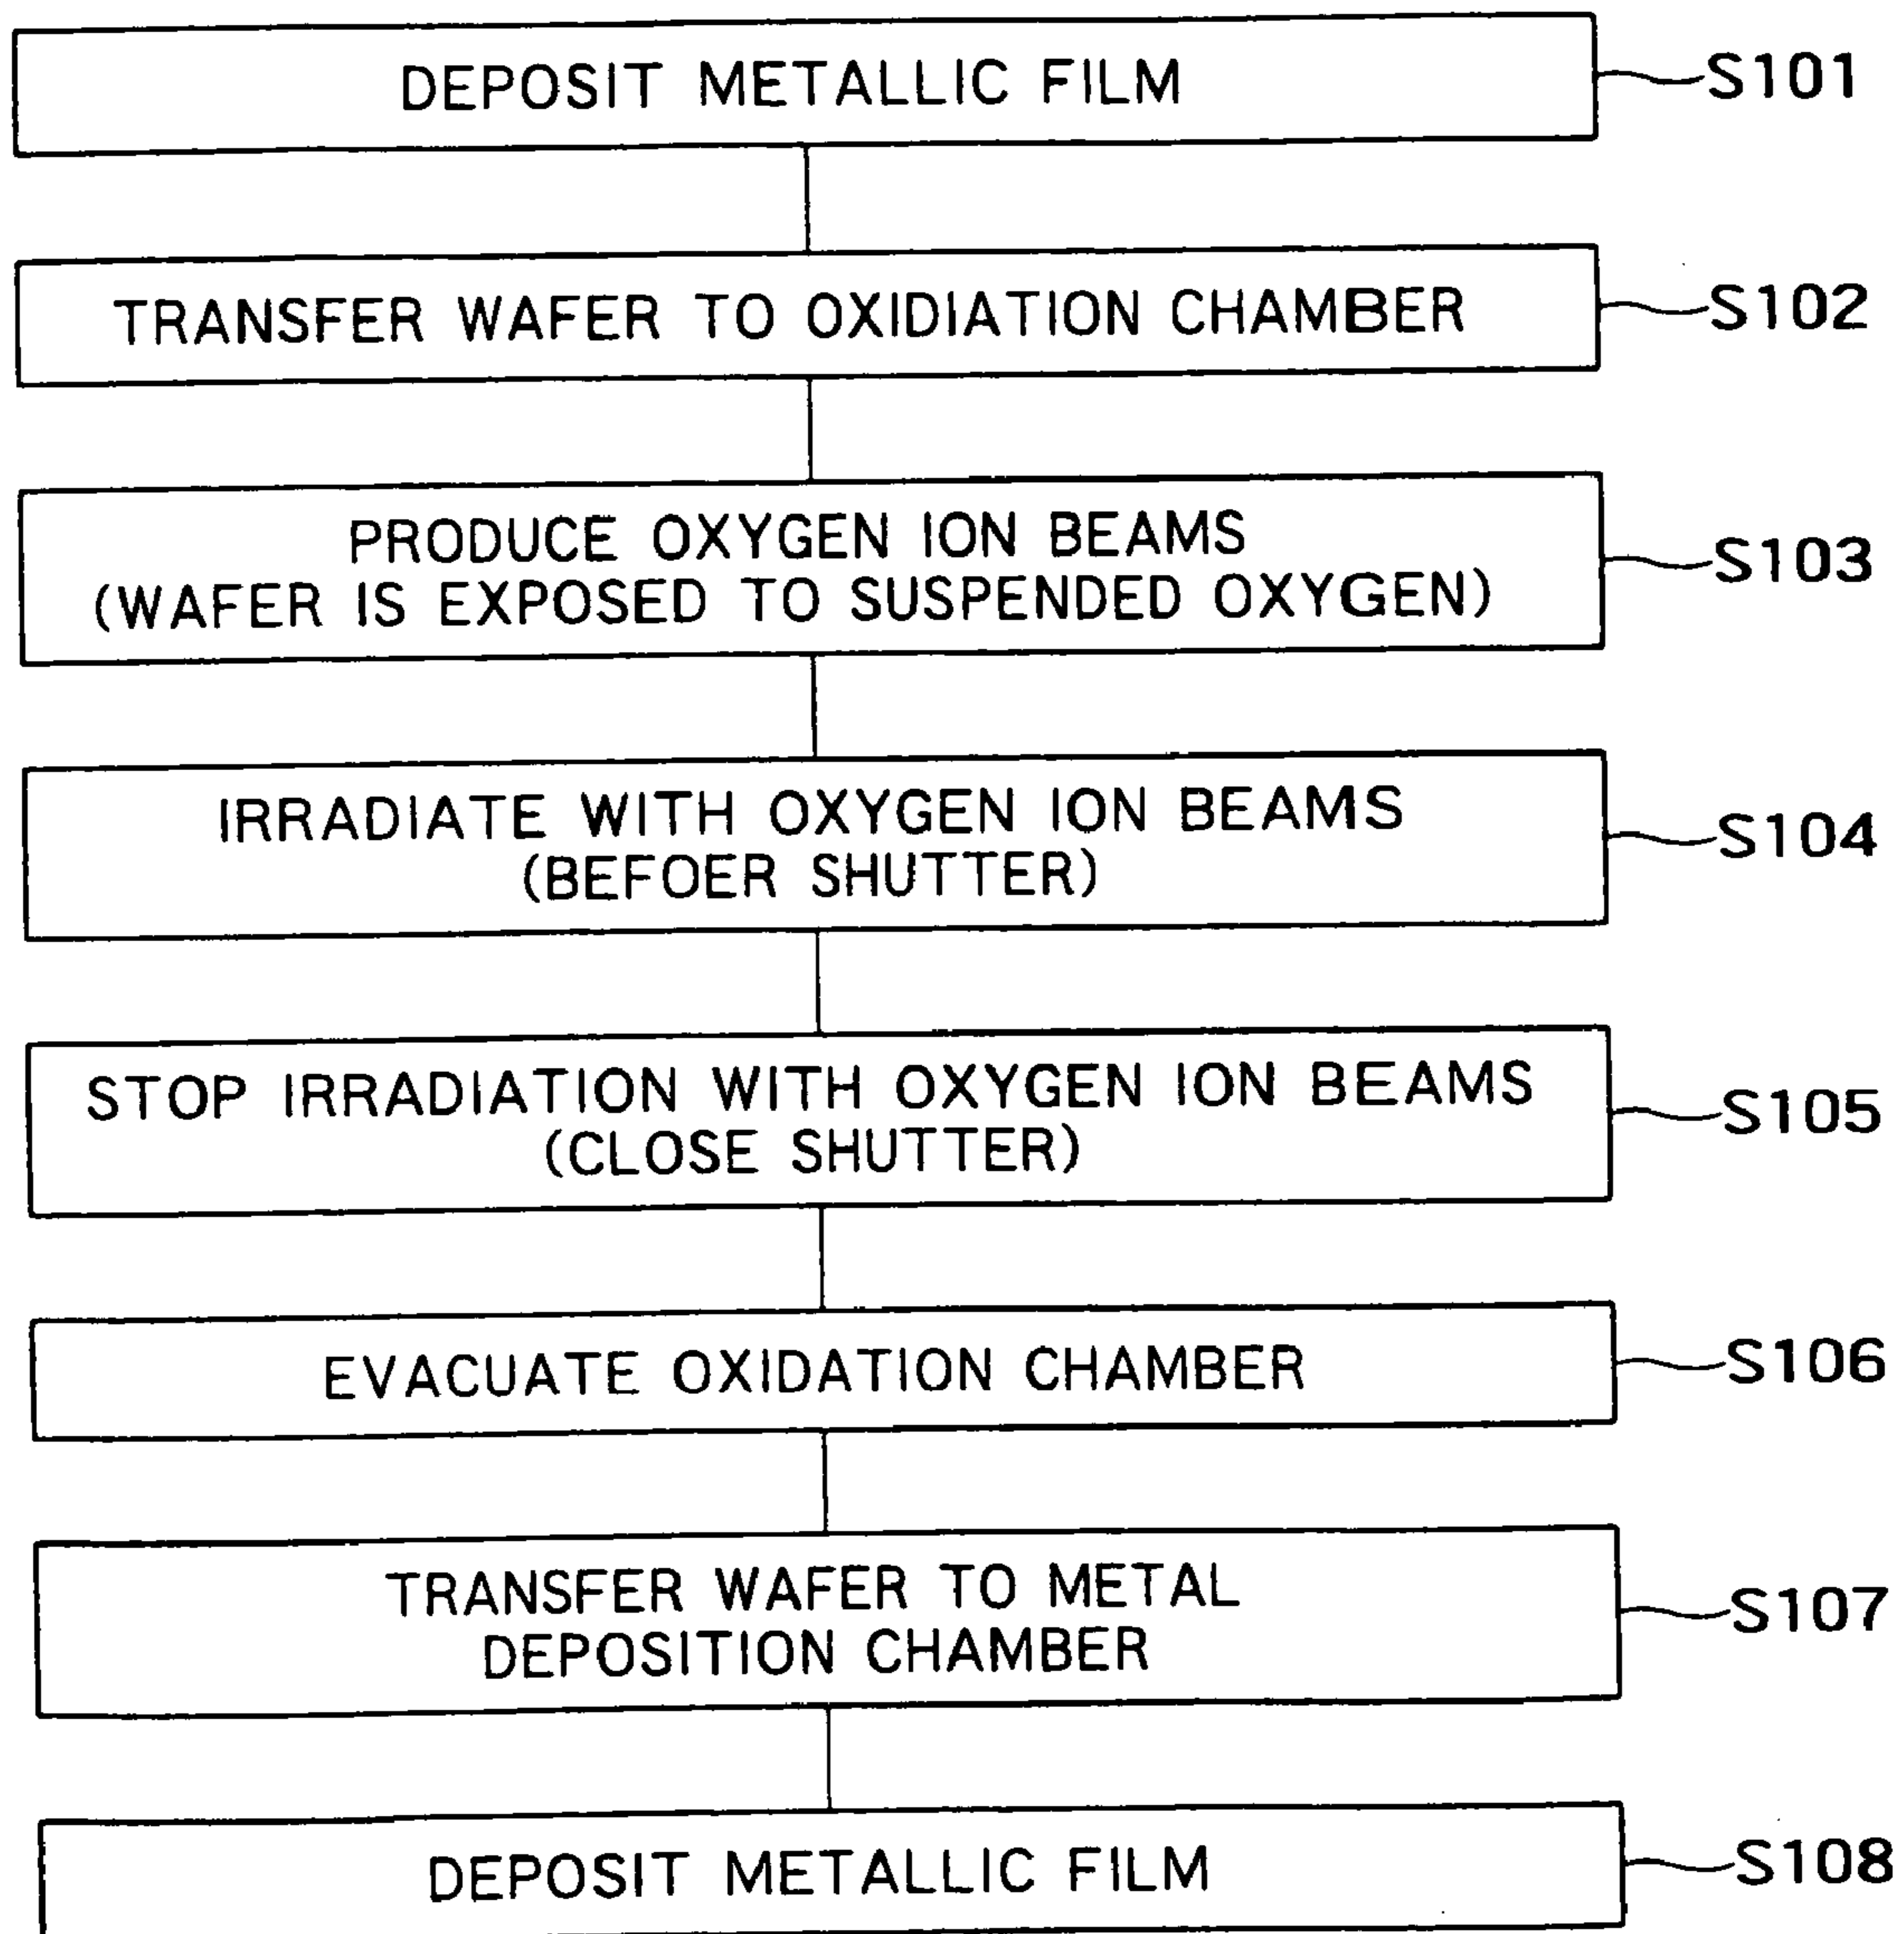 DEPOSIT METALLIC FILM
S101
TRANSFER WAFER TO OXIDIATION CHAMBER
S102
PRODUCE OXYGEN ION BEAMS
(WAFER IS EXPOSED TO SUSPENDED OXYGEN)
S103
IRRADIATE WITH OXYGEN ION BEAMS
(BEFOER SHUTTER)
S104
STOP IRRADIATION WITH OXYGEN ION BEAMS
(CLOSE SHUTTER)
S105
EVACUATE OXIDATION CHAMBER
S106
TRANSFER WAFER TO METAL
DEPOSITION CHAMBER
S107
DEPOSIT METALLIC FILM
S108